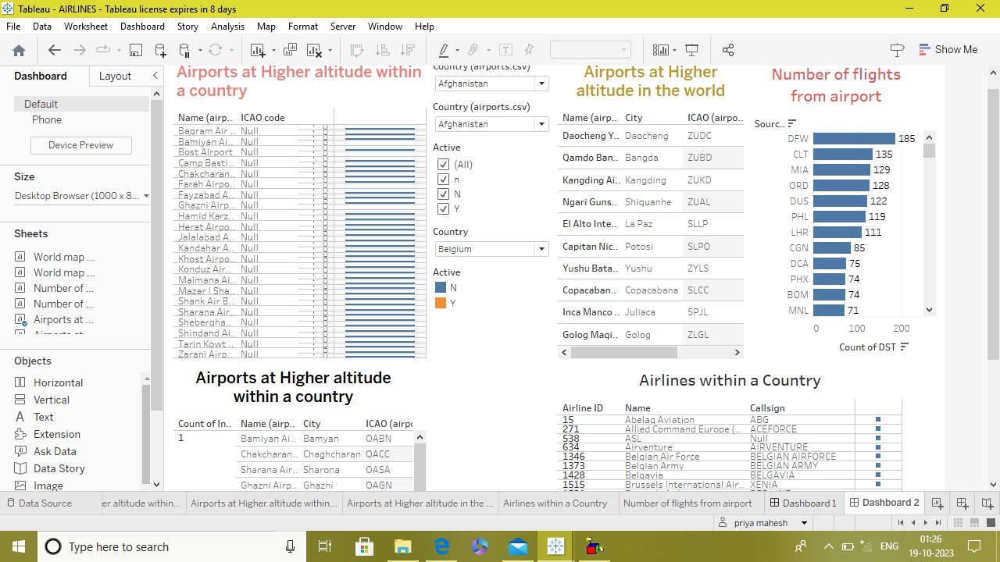 Tableau - AIRLINES - Tableau license expires in 8 days
File Data Worksheet Dashboard Story Analysis Map Format Server Window Help
Show Me
Dashboard Layout
Default
Phone
Device Preview
Size
Desktop Browser (1000 x 8...
Sheets
World map ...
World map ...
Number of ...
Number of ...
Airports at ...
Airports at
Objects
Horizontal
Vertical
Text
Extension
Ask Data
Data Story
Image
Airports at Higher altitude within
a country
Name (airp.. ICAO code
Bagram Air .. Null
Bamiyan Ai.. Null
Bost Airport Null
Camp Basti.. Null
Chakcharan.. Null
Farah Airpo.. Null
Fayzabad A.. Null
Ghazni Airp.. Null
Hamid Karz.. Null
Herat Airpo.. Null
Jalalabad A.. Null
Kandahar A.. Null
Khost Airpo.. Null
Konduz Air.. Null
Maimana Ai.. Null
Mazar I Sha.. Null
Shank Air B.. Null
Sharana Air.. Null
Shebergha.. Null
Shindand Ai.. Null
Tarin Kowt .. Null
Zaranj Airp.. Null
Country (airports.csv)
Afghanistan
Country (airports.csv)
Afghanistan
Active
(All)
n
N
Y
Country
Belgium
Active
N
Y
Airports at Higher
altitude in the world
Name (airp.. City ICAO (airpo..
Daocheng Y.. Daocheng ZUDC
Qamdo Ban.. Bangda ZUBD
Kangding Ai.. Kangding ZUKD
Ngari Guns.. Shiquanhe ZUAL
El Alto Inte.. La Paz SLLP
Capitan Nic.. Potosi SLPO
Yushu Bata.. Yushu ZYLS
Copacaban.. Copacabana SLCC
Inca Manco .. Juliaca SPJL
Golog Maqi.. Golog ZLGL
Number of flights
from airport
Sourc..
DFW 185
CLT 135
MIA 129
ORD 128
DUS 122
PHL 119
LHR 111
CGN 85
DCA 75
PHX 74
BOM 74
MNL 71
0 100 200
Count of DST
Airports at Higher altitude
within a country
Count of In.. Name (airp.. City ICAO (airpo
1 Bamiyan Ai.. Bamyan OABN
Chakcharan.. Chaghcharan OACC
Sharana Air.. Sharona OASA
Ghazni Airp.. Ghazni OAGN
Airlines within a Country
Airline ID Name Callsign
15 Abelag Aviation ABG
271 Allied Command Europe (.. ACEFORCE
538 ASL Null
634 Airventure AIRVENTURE
1346 Belgian Air Force BELGIAN AIRFORCE
1373 Belgian Army BELGIAN ARMY
1428 Belgavia BELGAVIA
1515 Brussels International Air.. XENIA
Data Source er altitude within... Airports at Higher altitude within... Airports at Higher altitude in the ... Airlines within a Country Number of flights from airport Dashboard 1 Dashboard 2
priya mahesh
Type here to search
ENG
01:26
19-10-2023